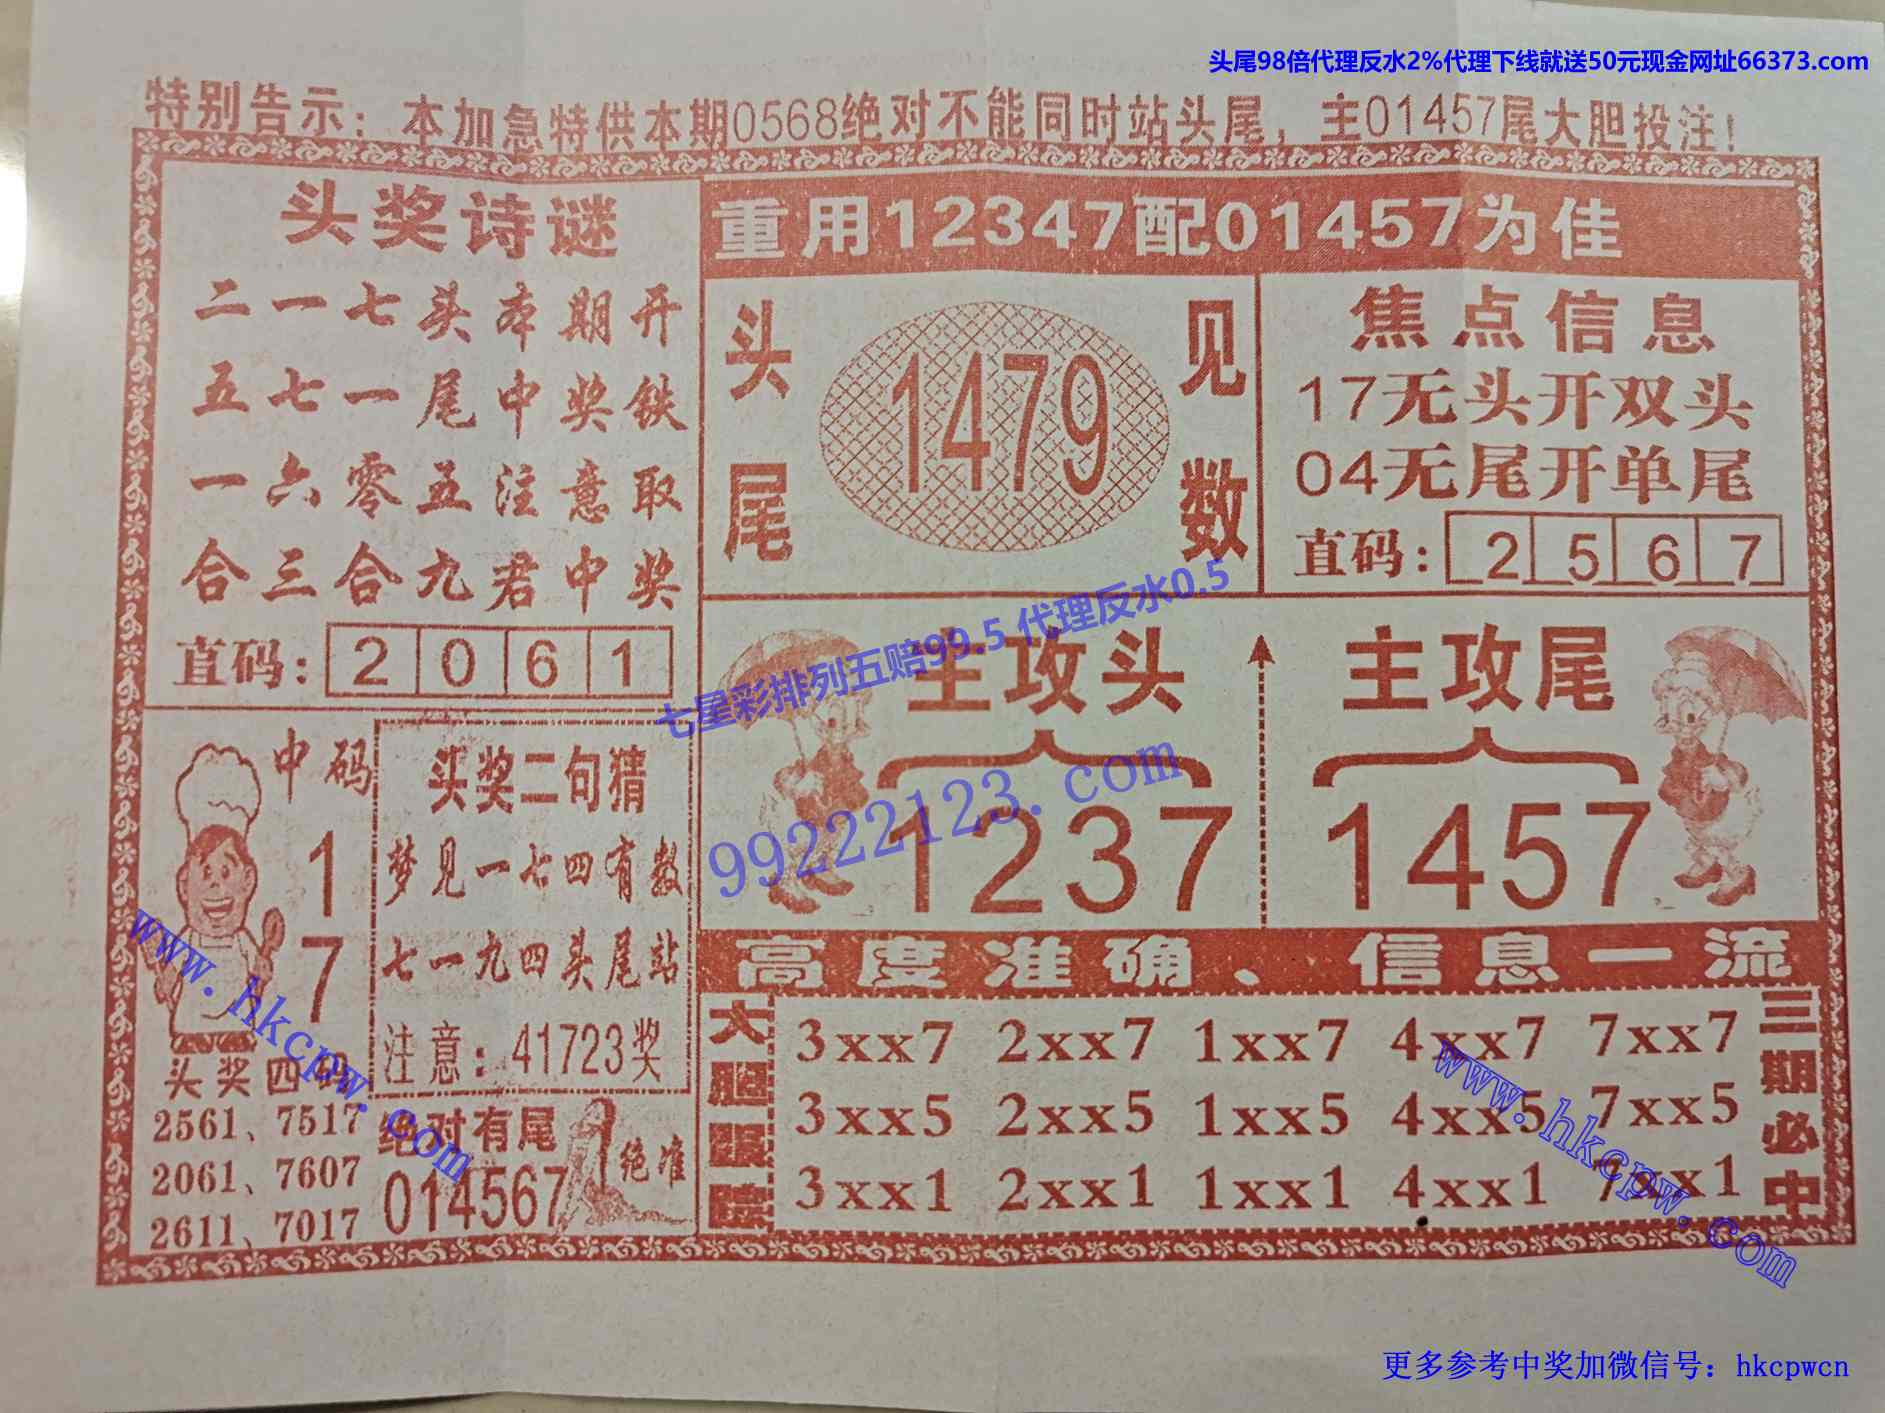 头尾98倍代理反水2%代理下线就送50元现金网址66373.com
特别告示：本加急特供本期0568绝对不能同时站头尾，主01457尾大胆投注！
头奖诗谜
二一七头本期开
五七一尾中奖铁
一六零五注意取
合三合九君中奖
直码：2061
重用12347配01457为佳
头尾
1479
见数
焦点信息
17无头开双头
04无尾开单尾
直码：2567
七星彩排列五赔99.5 代理反水0.5
99222123.com
主攻头
1237
主攻尾
1457
中码
1
7
头奖四码
2561、7517
2061、7607
2611、7017
头奖二句猜
梦见一七四有数
七一九四头尾站
注意：41723奖
绝对有尾
014567
绝准
高度准确、信息一流
大胆跟踪
3xx7 2xx7 1xx7 4xx7 7xx7
3xx5 2xx5 1xx5 4xx5 7xx5
3xx1 2xx1 1xx1 4xx1 7xx1
三期必中
www.hkcpw.com
www.hkcpw.com
更多参考中奖加微信号：hkcpwcn